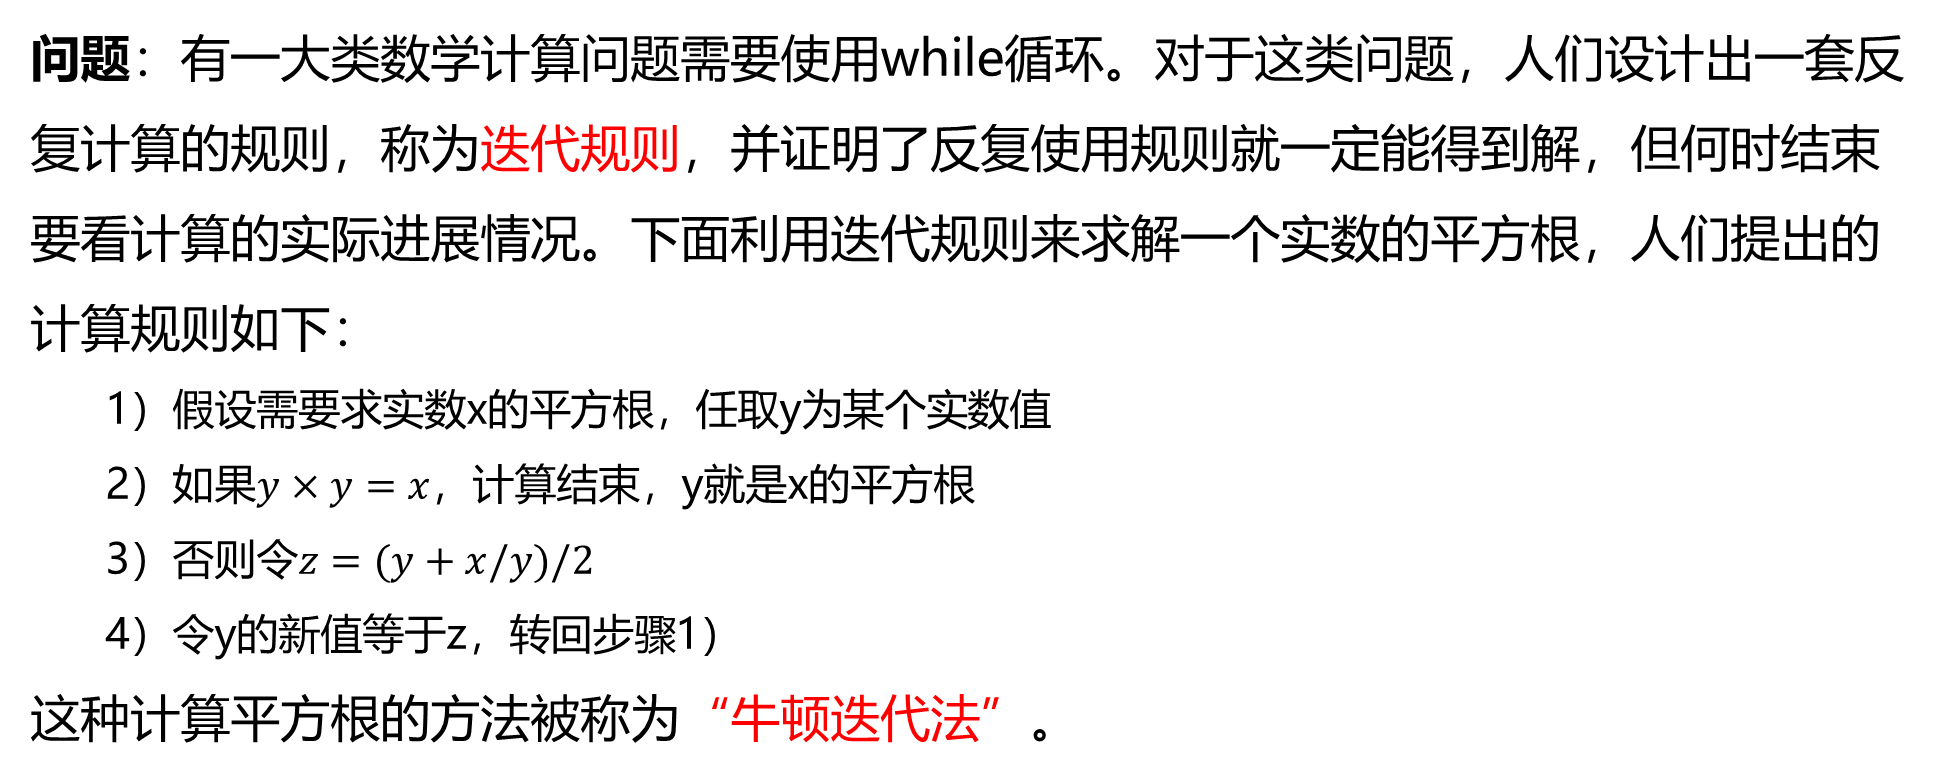 问题：有一大类数学计算问题需要使用while循环。对于这类问题，人们设计出一套反
复计算的规则，称为迭代规则，并证明了反复使用规则就一定能得到解，但何时结束
要看计算的实际进展情况。下面利用迭代规则来求解一个实数的平方根，人们提出的
计算规则如下：
1）假设需要求实数x的平方根，任取y为某个实数值
2）如果y × y = x，计算结束，y就是x的平方根
3）否则令z = (y + x/y)/2
4）令y的新值等于z，转回步骤1）
这种计算平方根的方法被称为“牛顿迭代法”。